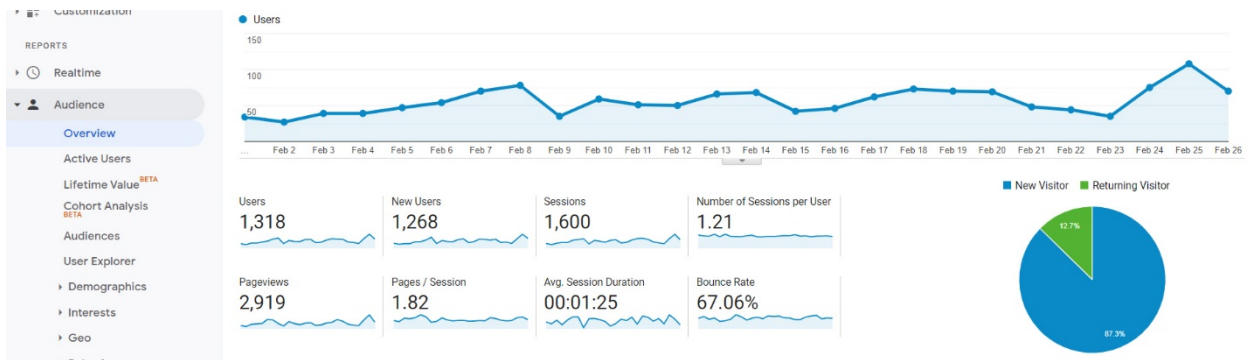 Customization
REPORTS
Realtime
Audience
Overview
Active Users
Lifetime Value BETA
Cohort Analysis
BETA
Audiences
User Explorer
Demographics
Interests
Geo
Users
150
100
50
... Feb 2 Feb 3 Feb 4 Feb 5 Feb 6 Feb 7 Feb 8 Feb 9 Feb 10 Feb 11 Feb 12 Feb 13 Feb 14 Feb 15 Feb 16 Feb 17 Feb 18 Feb 19 Feb 20 Feb 21 Feb 22 Feb 23 Feb 24 Feb 25 Feb 26
Users
1,318
New Users
1,268
Sessions
1,600
Number of Sessions per User
1.21
Pageviews
2,919
Pages / Session
1.82
Avg. Session Duration
00:01:25
Bounce Rate
67.06%
New Visitor Returning Visitor
12.7%
87.3%